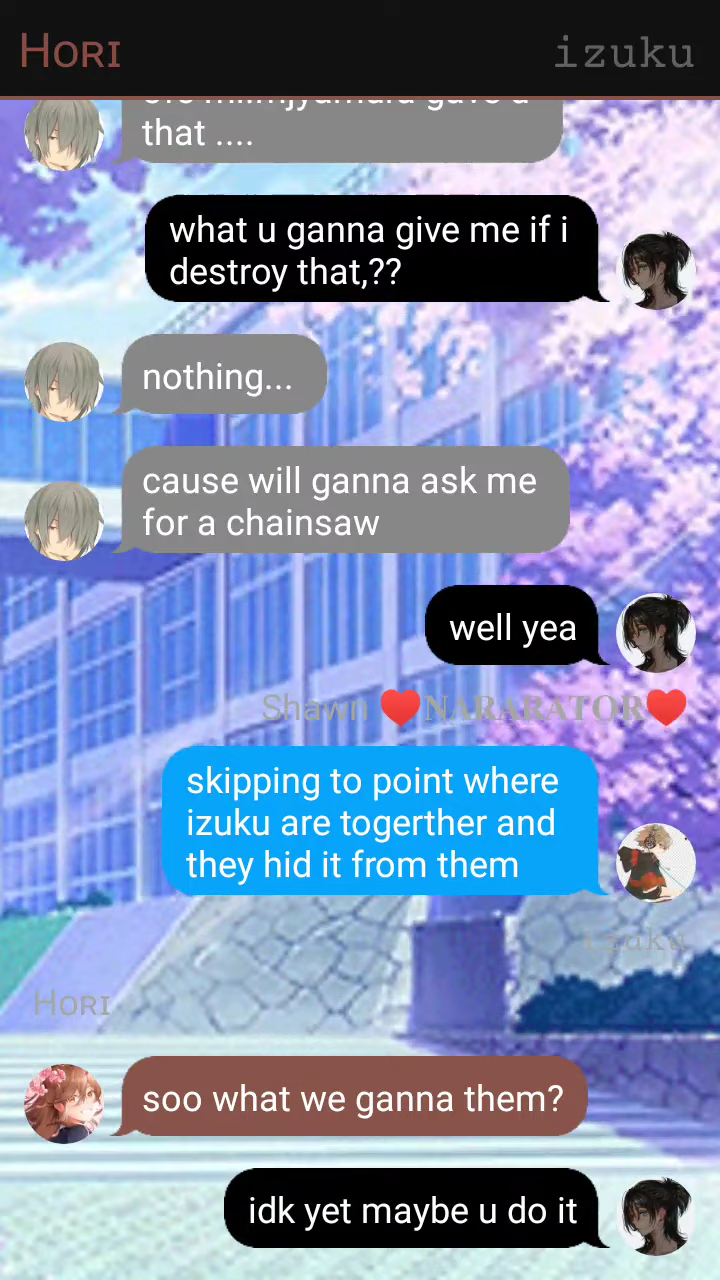 Hori izuku
that ....
what u ganna give me if i
destroy that,??
nothing...
cause will ganna ask me
for a chainsaw
well yea
Shawn ❤️NARARATOR❤️
skipping to point where
izuku are togerther and
they hid it from them
izuku
Hori
soo what we ganna them?
idk yet maybe u do it